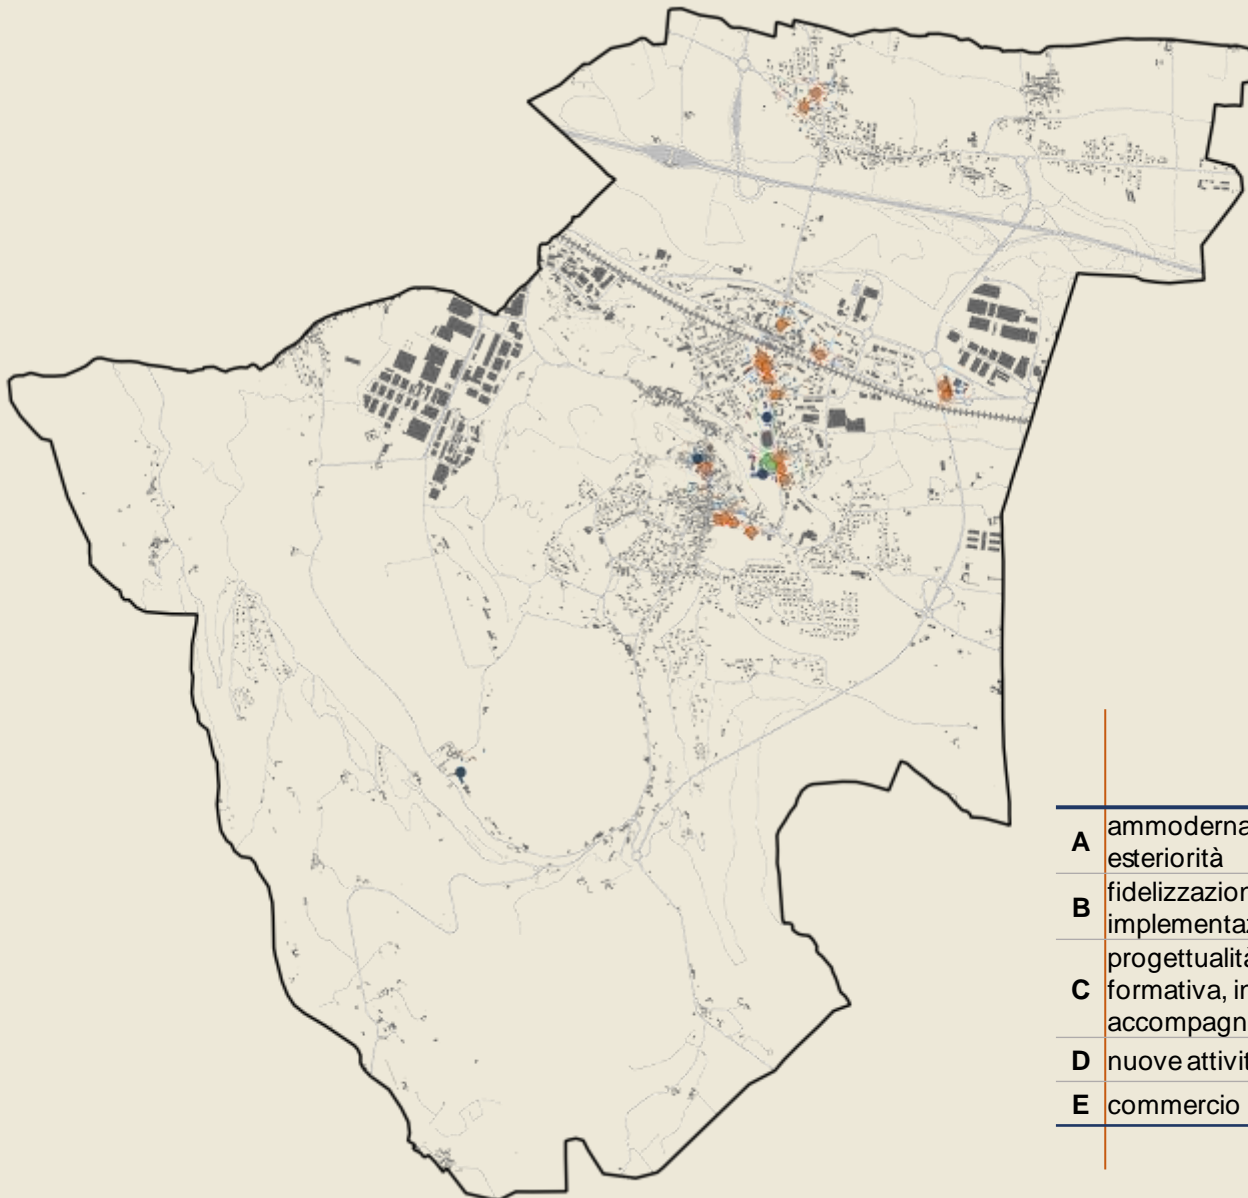 A ammoderna
esteriorità
B fidelizzazion
implementaz
progettualità
C formativa, in
accompagn
D nuove attivit
E commercio